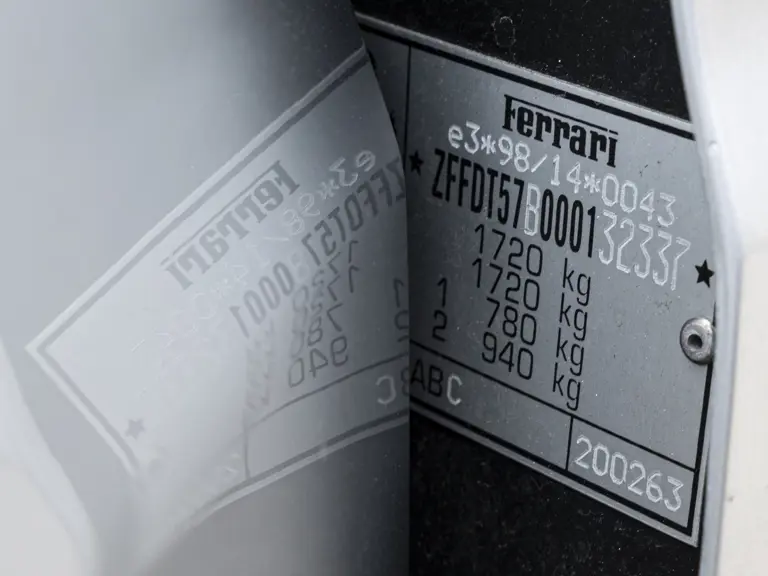 Ferrari
e3*98/14*0043
★ZFFDT57B000132337★
1720 kg
1720 kg
1 780 kg
2 940 kg
ABC
200263